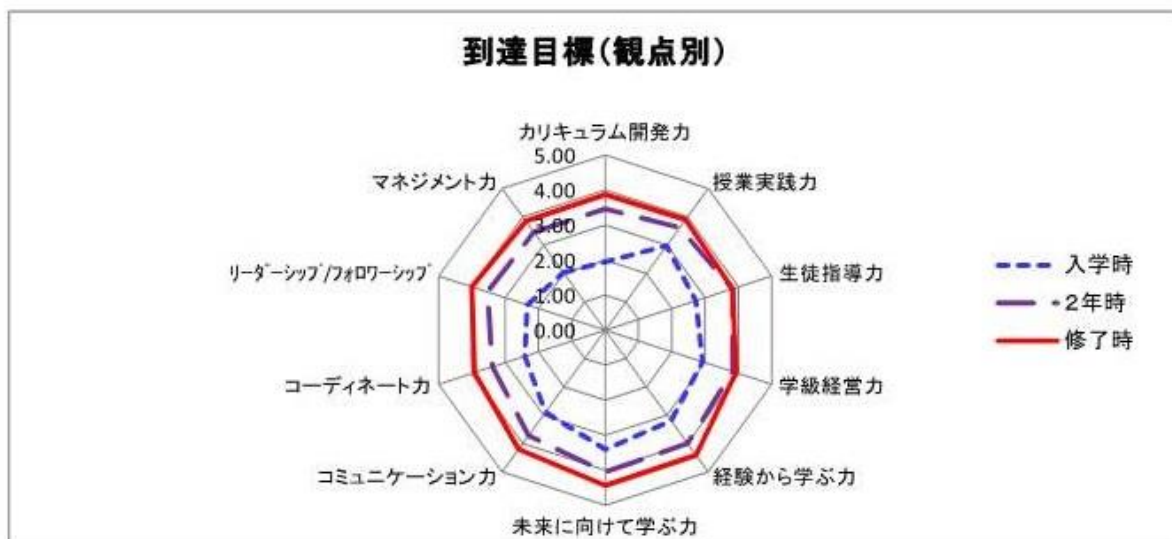 到達目標（観点別）
カリキュラム開発力
5.00
4.00
3.00
2.00
1.00
0.00
授業実践力
生徒指導力
学級経営力
経験から学ぶ力
未来に向けて学ぶ力
コミュニケーション力
コーディネート力
ﾘｰﾀﾞｰｼｯﾌﾟ/ﾌｫﾛﾜｰｼｯﾌﾟ
マネジメント力
入学時
２年時
修了時